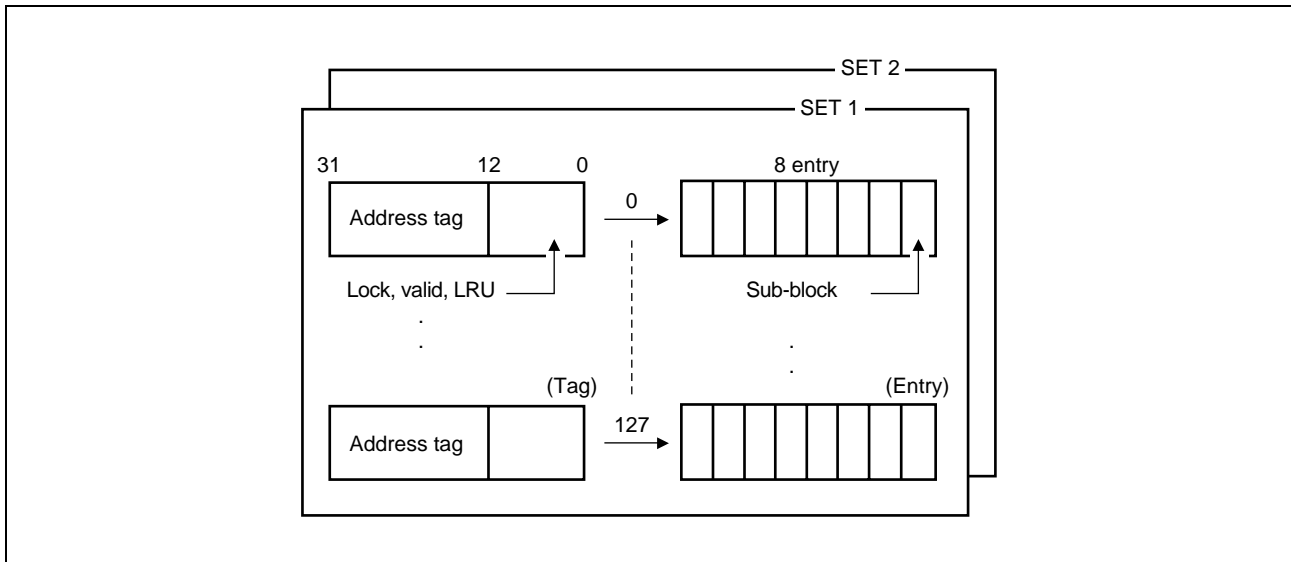 SET 2
SET 1
31 12 0 8 entry
Address tag 0
Lock, valid, LRU Sub-block
. .
. .
(Tag) (Entry)
Address tag 127